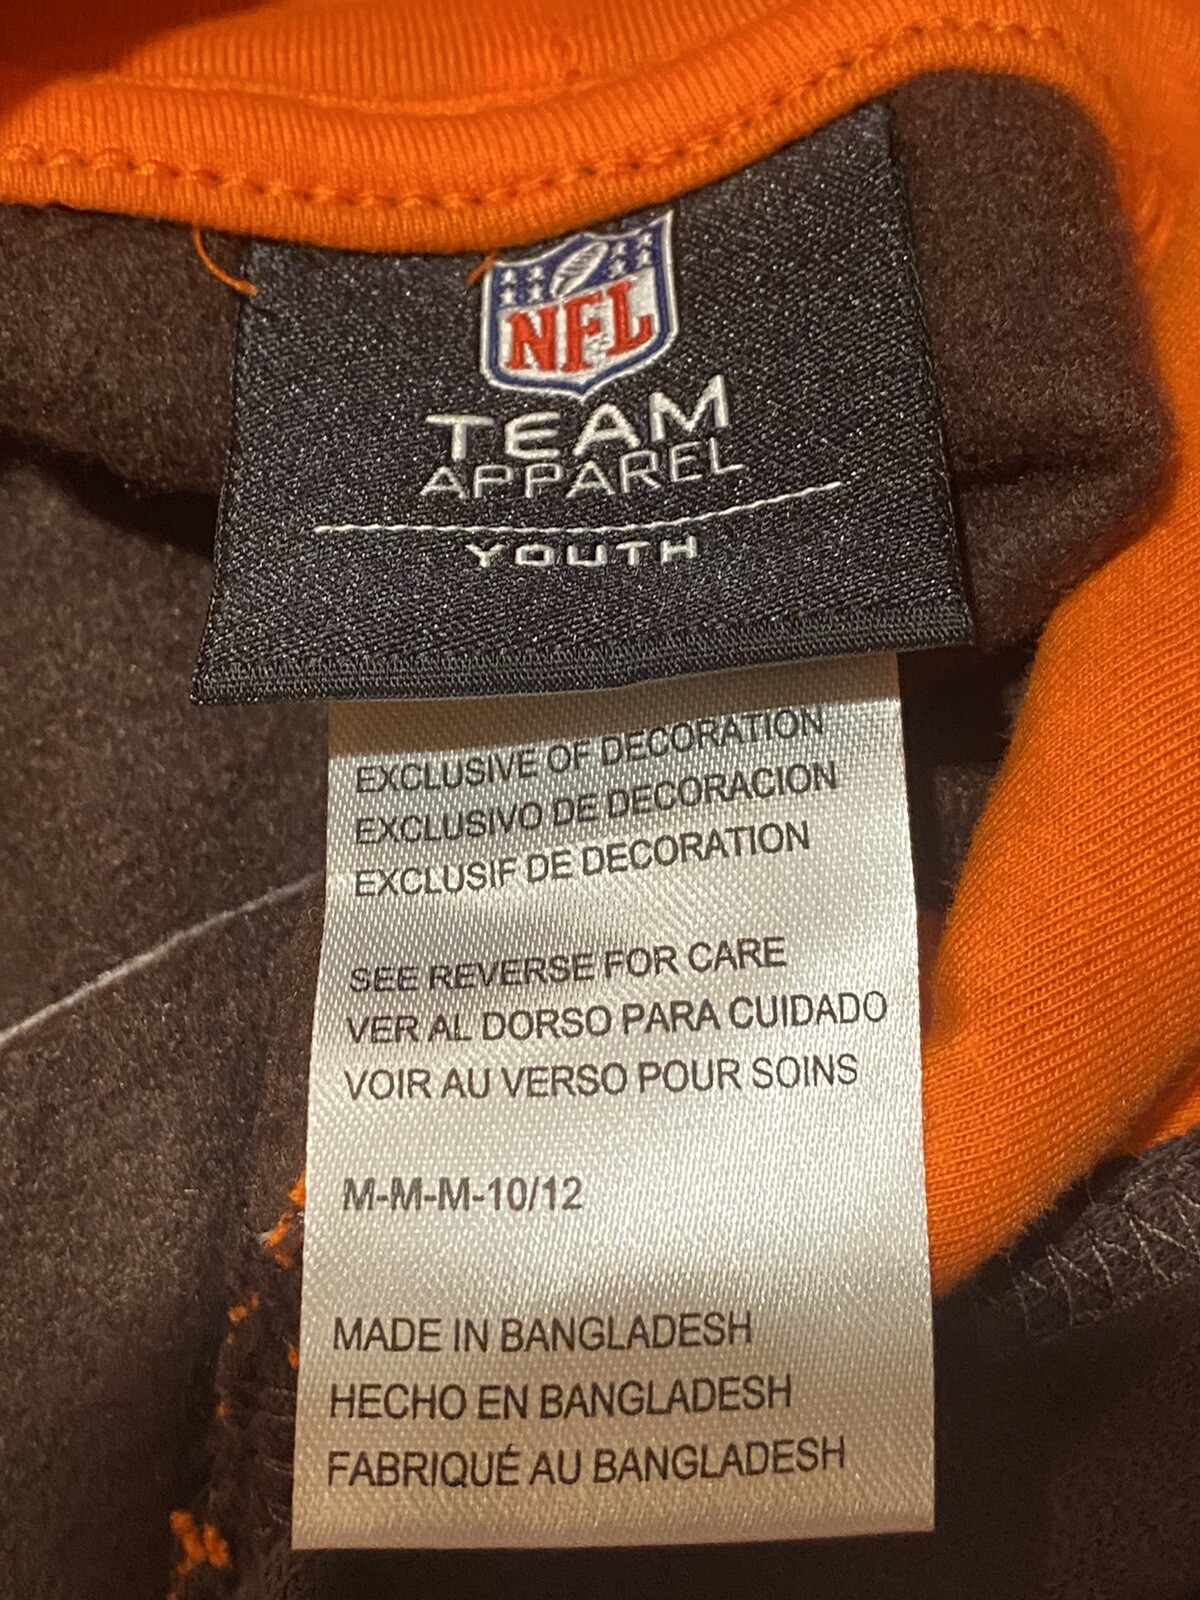 NFL
TEAM
APPAREL
YOUTH
EXCLUSIVE OF DECORATION
EXCLUSIVO DE DECORACION
EXCLUSIF DE DECORATION
SEE REVERSE FOR CARE
VER AL DORSO PARA CUIDADO
VOIR AU VERSO POUR SOINS
M-M-M-10/12
MADE IN BANGLADESH
HECHO EN BANGLADESH
FABRIQUÉ AU BANGLADESH